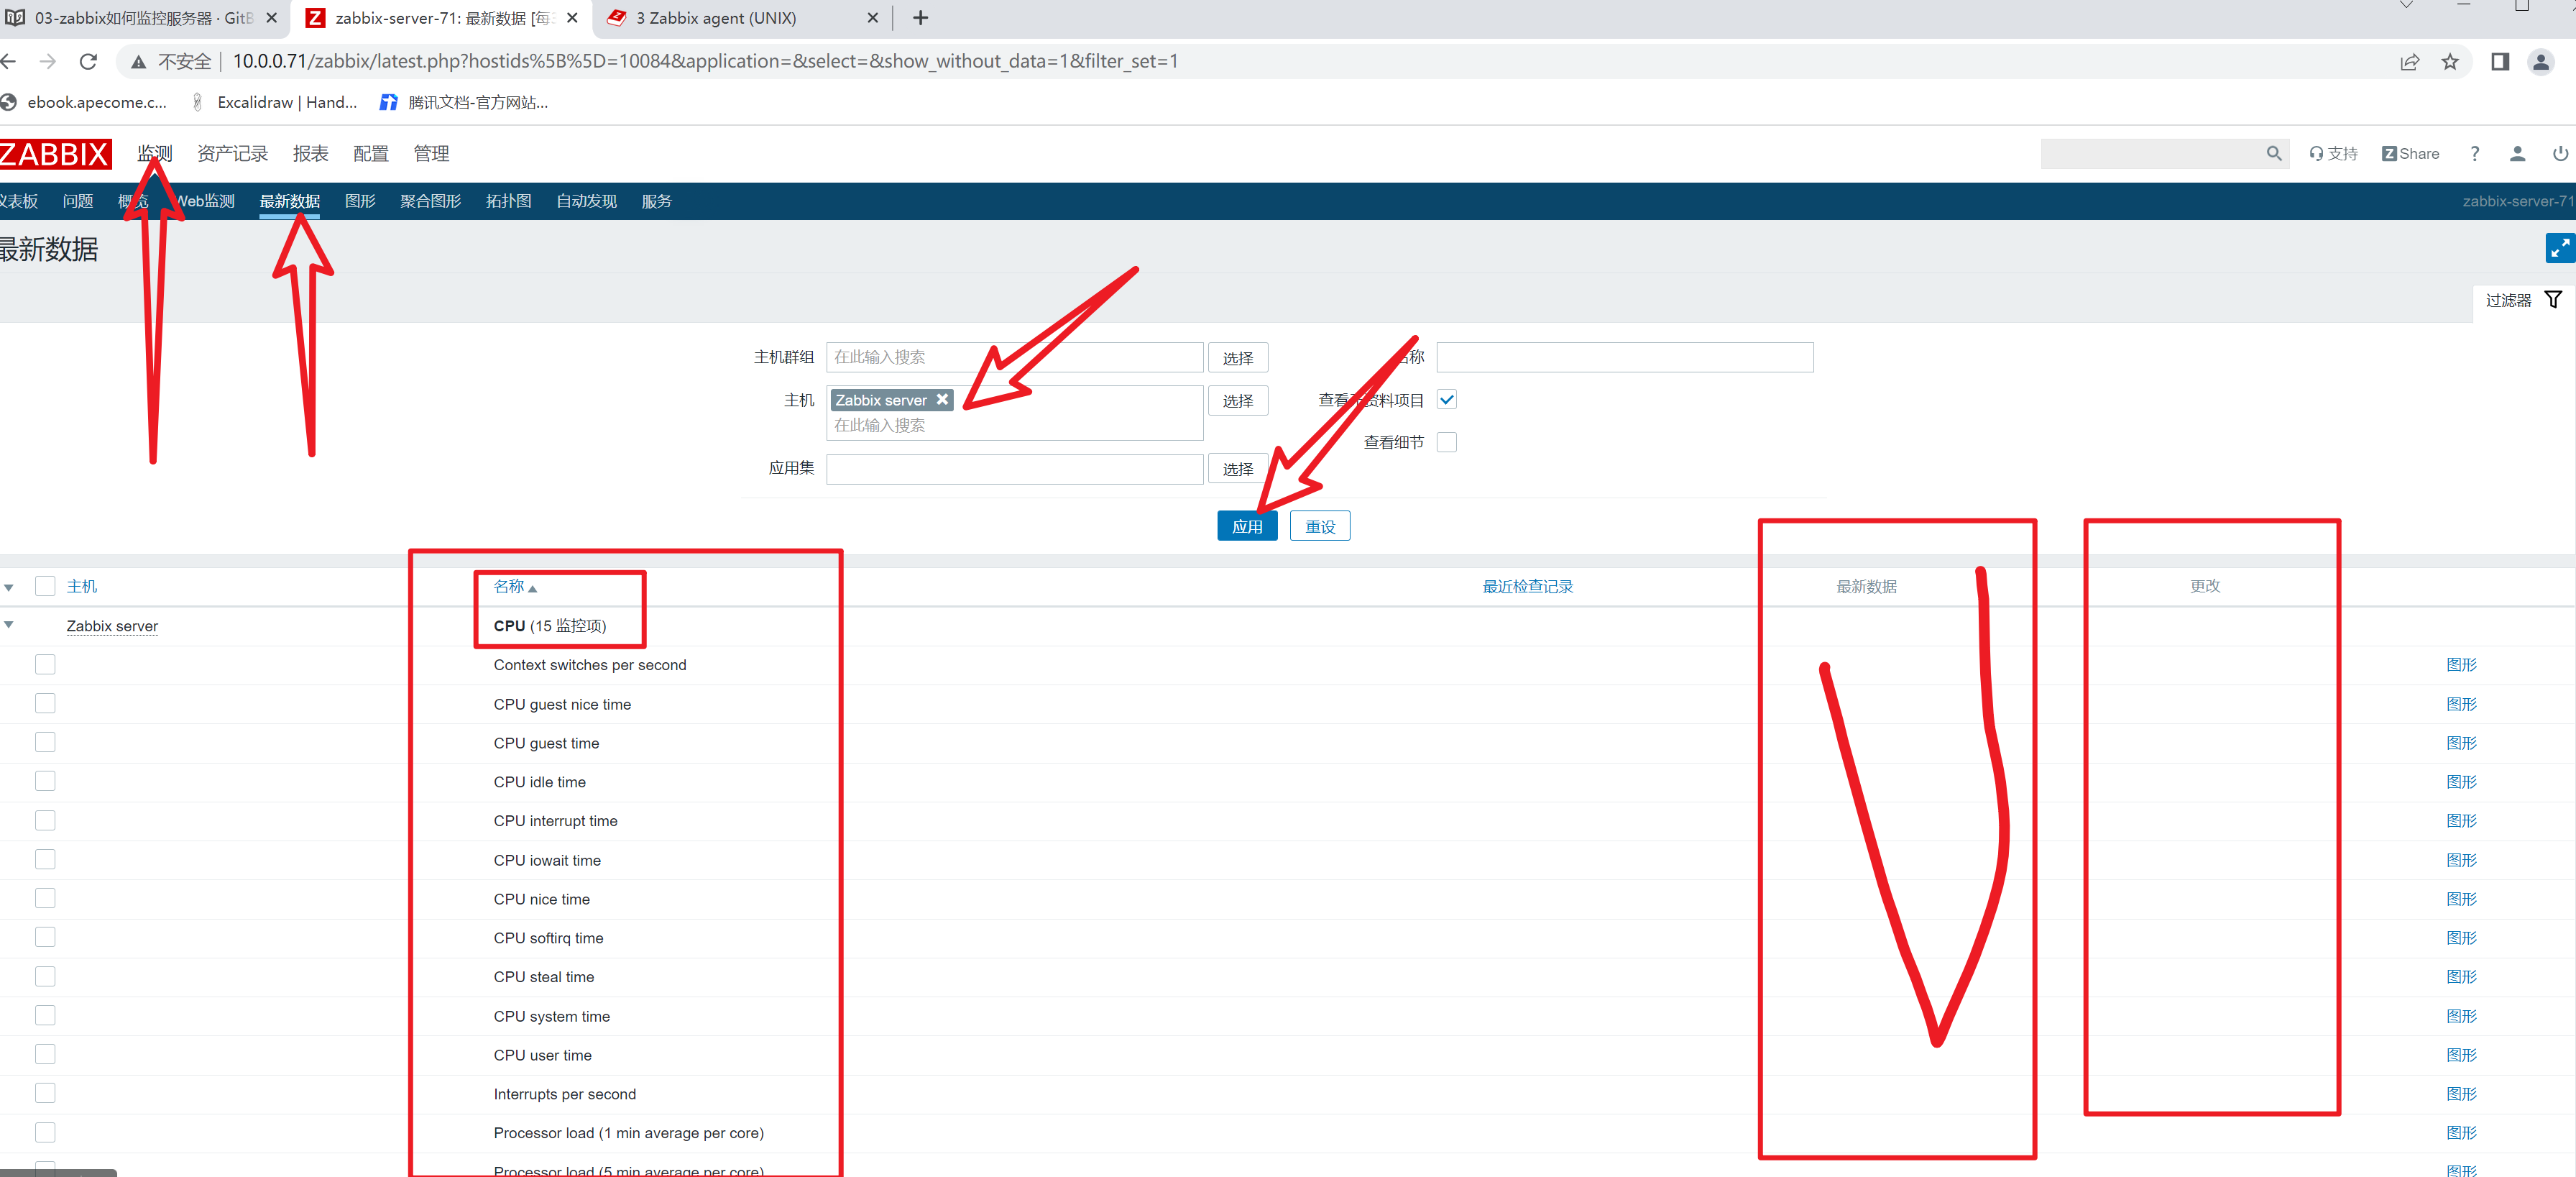 03-zabbix如何监控服务器 · GitB
zabbix-server-71: 最新数据 [每
3 Zabbix agent (UNIX)
不安全
10.0.0.71/zabbix/latest.php?hostids%5B%5D=10084&application=&select=&show_without_data=1&filter_set=1
ebook.apecome.c...
Excalidraw | Hand...
腾讯文档-官方网站...
ZABBIX
监测
资产记录
报表
配置
管理
支持
Z Share
?
仪表板
问题
概览
Web监测
最新数据
图形
聚合图形
拓扑图
自动发现
服务
zabbix-server-71
最新数据
过滤器
主机群组
在此输入搜索
选择
名称
主机
Zabbix server
在此输入搜索
选择
查看无资料项目
查看细节
应用集
选择
应用
重设
主机
名称
最近检查记录
最新数据
更改
Zabbix server
CPU (15 监控项)
Context switches per second
图形
CPU guest nice time
图形
CPU guest time
图形
CPU idle time
图形
CPU interrupt time
图形
CPU iowait time
图形
CPU nice time
图形
CPU softirq time
图形
CPU steal time
图形
CPU system time
图形
CPU user time
图形
Interrupts per second
图形
Processor load (1 min average per core)
图形
Processor load (5 min average per core)
图形